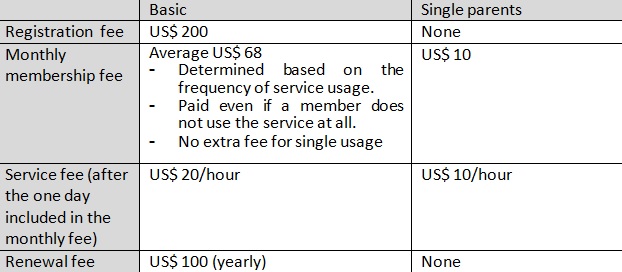 Basic Single parents
Registration fee US$ 200 None
Monthly membership fee
Average US$ 68
- Determined based on the
frequency of service usage.
- Paid even if a member does
not use the service at all.
- No extra fee for single usage
US$ 10
Service fee (after
the one day
included in the
monthly fee)
US$ 20/hour
US$ 10/hour
Renewal fee US$ 100 (yearly) None